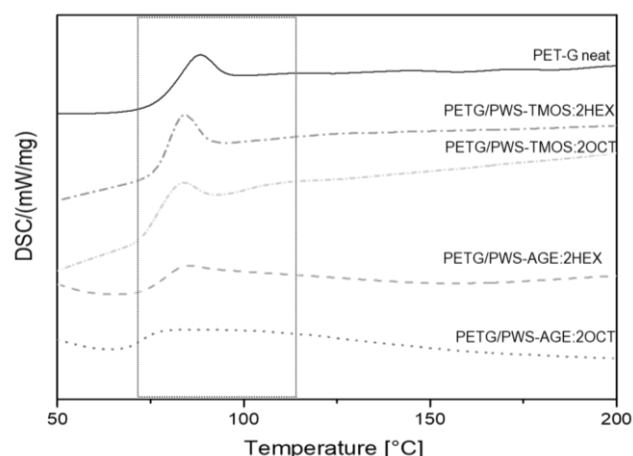 PET-G neat
PETG/PWS-TMOS:2HEX
PETG/PWS-TMOS:2OCT
PETG/PWS-AGE:2HEX
PETG/PWS-AGE:2OCT
DSC/(mW/mg)
50
100
150
200
Temperature [°C]